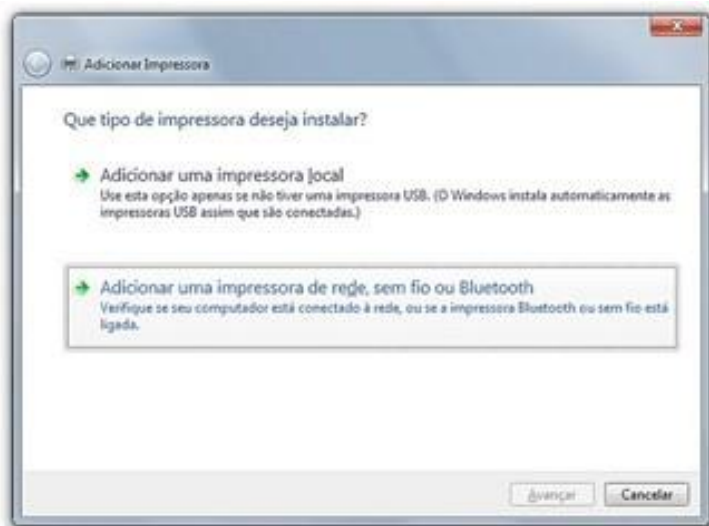 Adicionar Impressora
Que tipo de impressora deseja instalar?
Adicionar uma impressora local
Use esta opção apenas se não tiver uma impressora USB. (O Windows instala automaticamente as
impressoras USB assim que são conectadas.)
Adicionar uma impressora de rede, sem fio ou Bluetooth
Verifique se seu computador está conectado à rede, ou se a impressora Bluetooth ou sem fio está
ligada.
Avançar
Cancelar